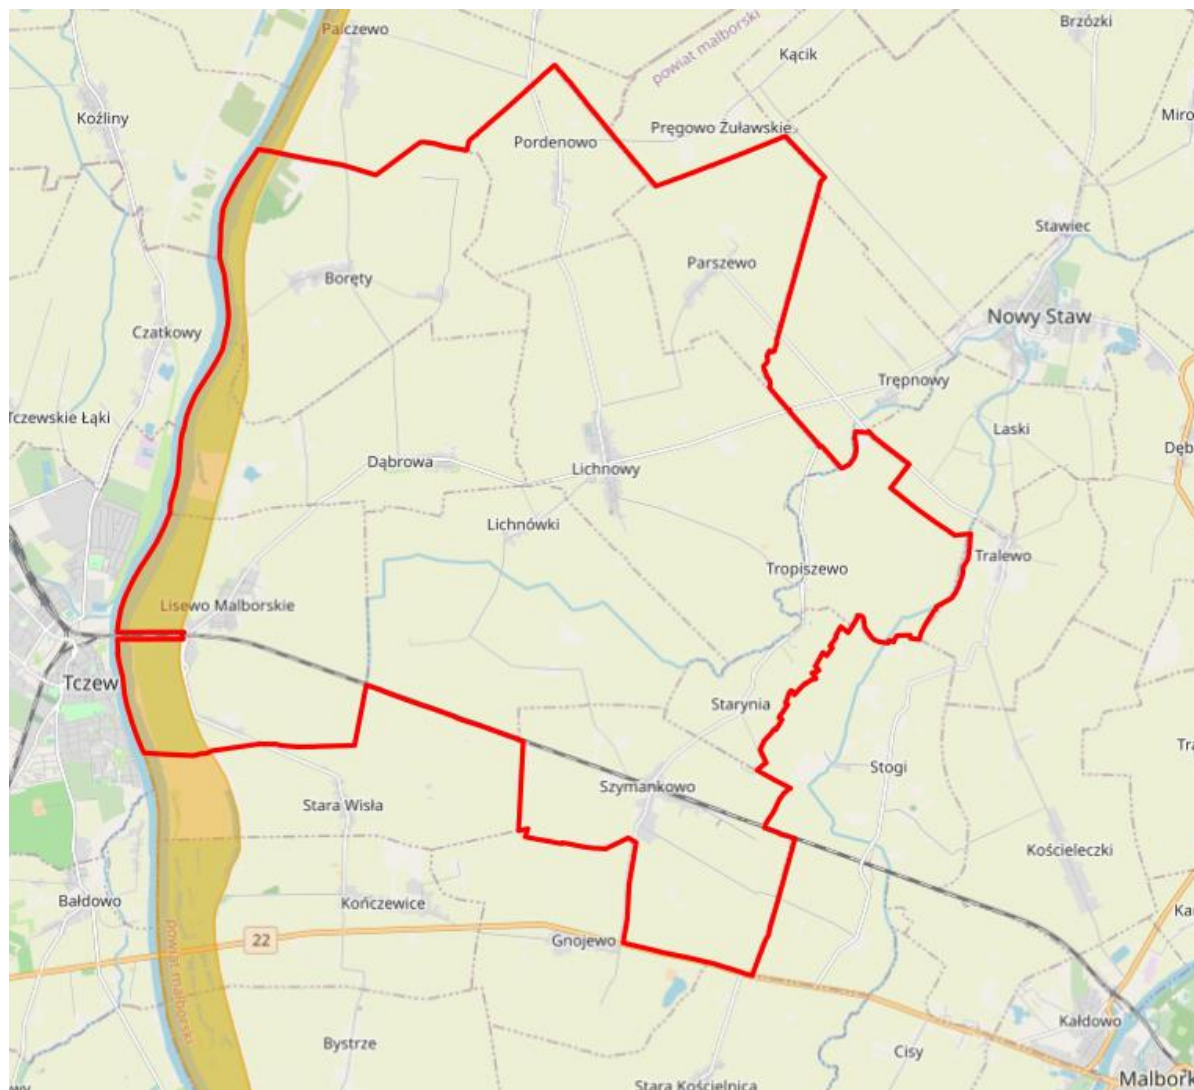 Palczewo
Brzózki
Kącik
powiat malborski
Koźliny
Miro
Pręgowo Żuławskie
Pordenowo
Stawiec
Parszewo
Boręty
Nowy Staw
Czatkowy
Trępnowy
Tczewskie Łąki
Laski
Dęb
Dąbrowa
Lichnowy
Lichnówki
Tralewo
Tropiszewo
Lisewo Malborskie
Tczew
Starynia
Tra
Stogi
Szymankowo
Stara Wisła
Kościeleczki
Bałdowo
Kończewice
Ka
22
Gnojewo
powiat malborski
Kałdowo
Bystrze
Cisy
Malbork
Stara Kościelnica